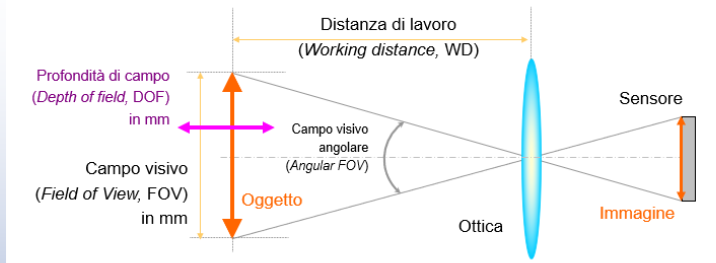 Distanza di lavoro
(Working distance, WD)
Profondità di campo
(Depth of field, DOF)
in mm
Campo visivo
angolare
(Angular FOV)
Sensore
Campo visivo
(Field of View, FOV)
in mm
Oggetto
Ottica
Immagine